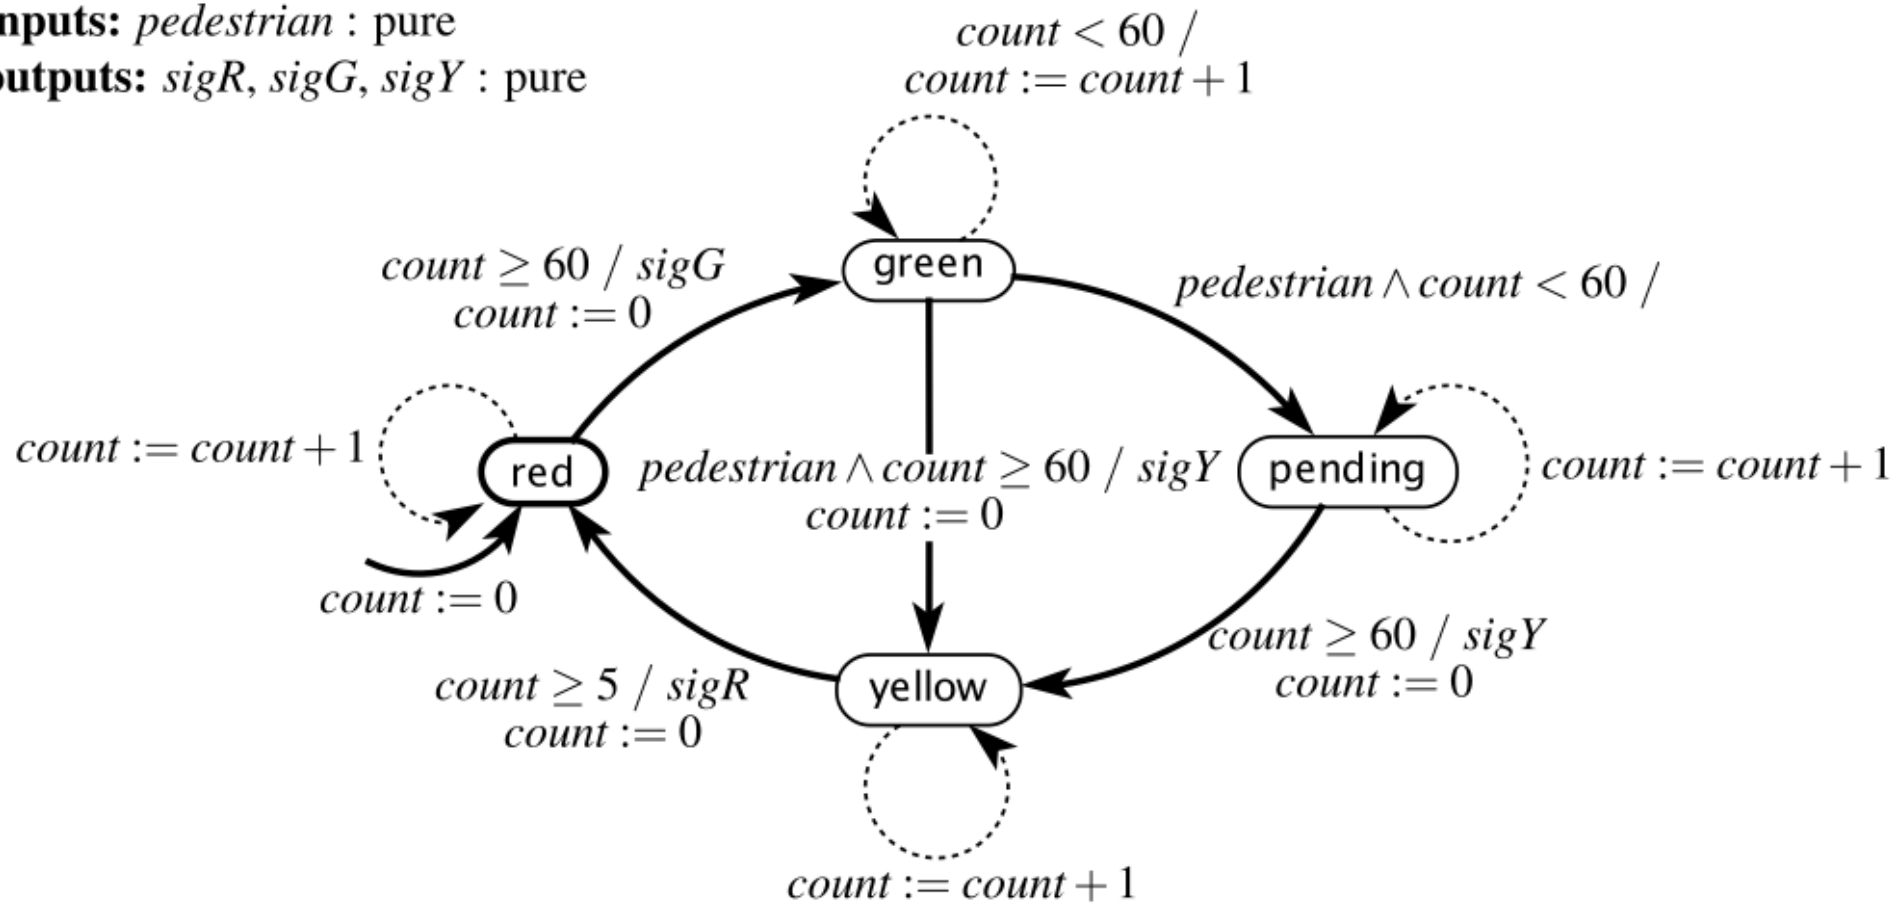 nputs: pedestrian : pure
outputs: sigR, sigG, sigY : pure
count < 60 /
count := count + 1
count ≥ 60 / sigG
count := 0
green
pedestrian ∧ count < 60 /
count := count + 1
red
pedestrian ∧ count ≥ 60 / sigY
count := 0
pending
count := count + 1
count := 0
count ≥ 60 / sigY
count := 0
count ≥ 5 / sigR
count := 0
yellow
count := count + 1